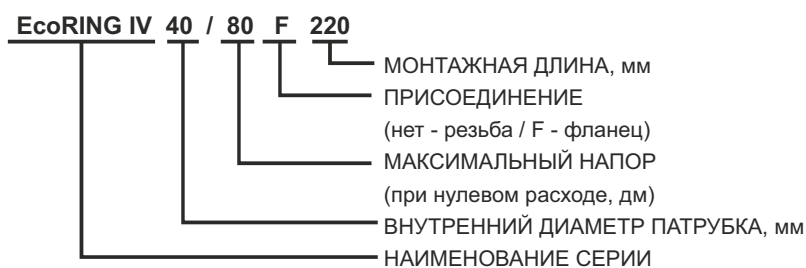 EcoRING IV 40 / 80 F 220
МОНТАЖНАЯ ДЛИНА, мм
ПРИСОЕДИНЕНИЕ
(нет - резьба / F - фланец)
МАКСИМАЛЬНЫЙ НАПОР
(при нулевом расходе, дм)
ВНУТРЕННИЙ ДИАМЕТР ПАТРУБКА, мм
НАИМЕНОВАНИЕ СЕРИИ